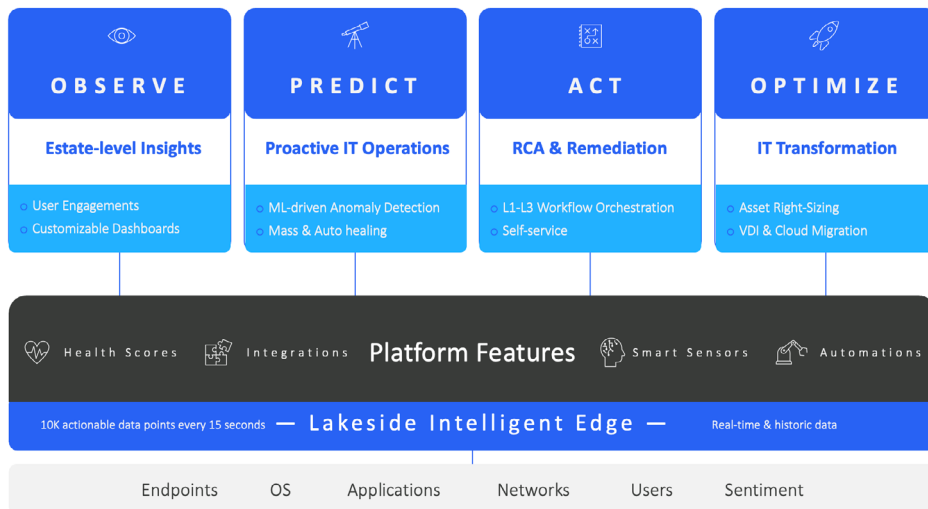 OBSERVE
PREDICT
ACT
OPTIMIZE
Estate-level Insights
Proactive IT Operations
RCA & Remediation
IT Transformation
User Engagements
Customizable Dashboards
ML-driven Anomaly Detection
Mass & Auto healing
L1-L3 Workflow Orchestration
Self-service
Asset Right-Sizing
VDI & Cloud Migration
Health Scores
Integrations
Platform Features
Smart Sensors
Automations
10K actionable data points every 15 seconds
— Lakeside Intelligent Edge —
Real-time & historic data
Endpoints
OS
Applications
Networks
Users
Sentiment